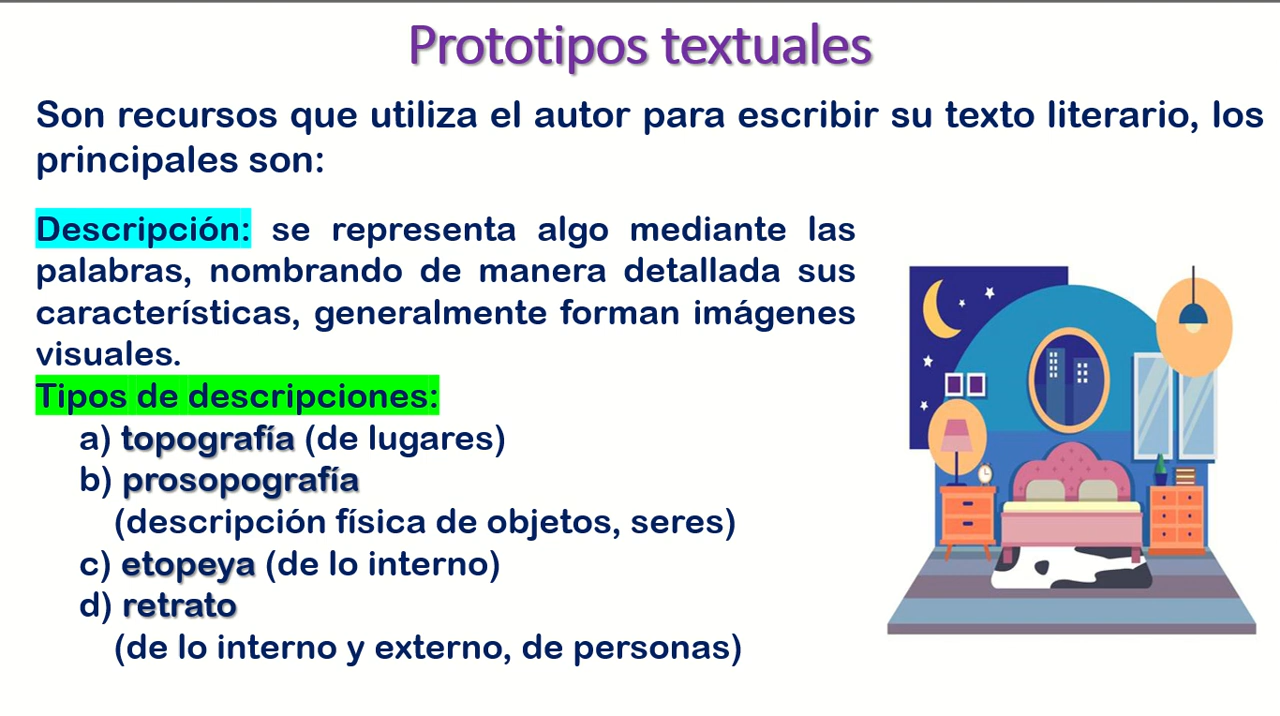 Prototipos textuales
Son recursos que utiliza el autor para escribir su texto literario, los
principales son:
Descripción: se representa algo mediante las
palabras, nombrando de manera detallada sus
características, generalmente forman imágenes
visuales.
Tipos de descripciones:
a) topografía (de lugares)
b) prosopografía
(descripción física de objetos, seres)
c) etopeya (de lo interno)
d) retrato
(de lo interno y externo, de personas)